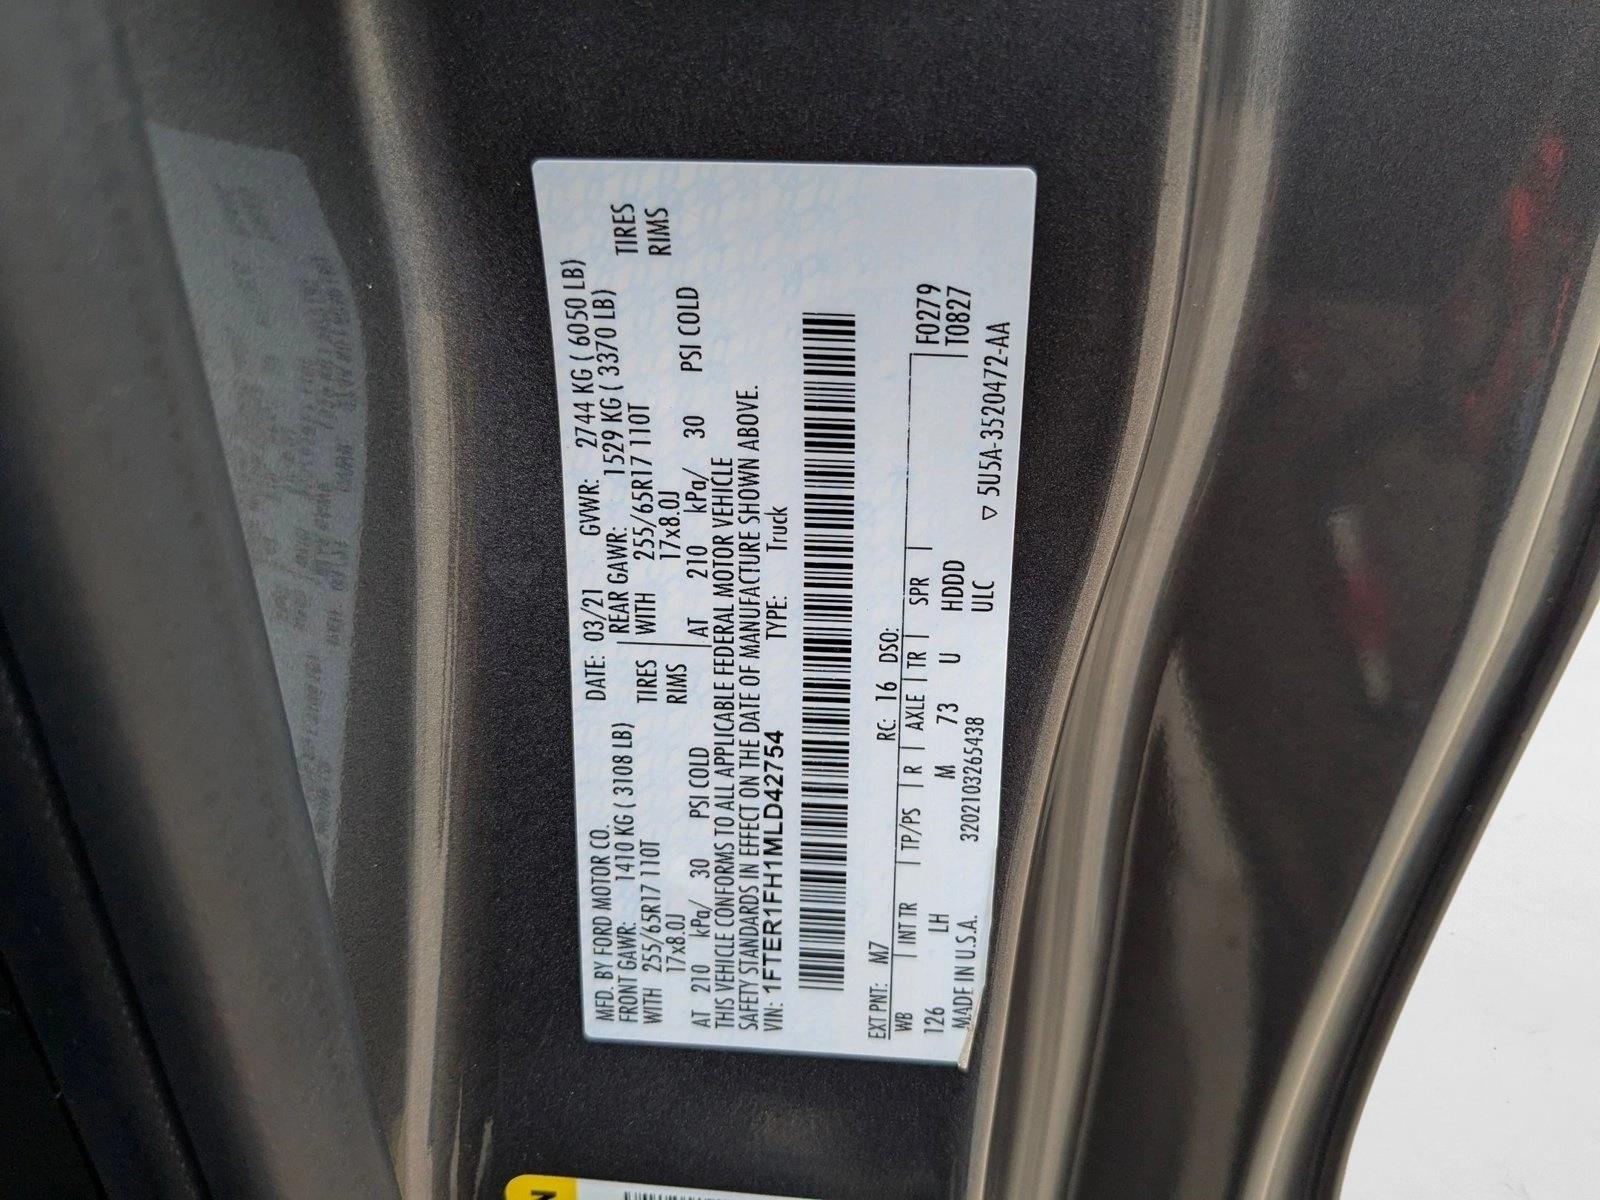 MFD. BY FORD MOTOR CO. DATE: 03/21 GVWR: 2744 KG ( 6050 LB)
FRONT GAWR: 1410 KG ( 3108 LB) REAR GAWR: 1529 KG ( 3370 LB)
WITH 255/65R17 110T TIRES WITH 255/65R17 110T TIRES
17x8.0J RIMS 17x8.0J RIMS
AT 210 kPa/ 30 PSI COLD AT 210 kPa/ 30 PSI COLD
THIS VEHICLE CONFORMS TO ALL APPLICABLE FEDERAL MOTOR VEHICLE
SAFETY STANDARDS IN EFFECT ON THE DATE OF MANUFACTURE SHOWN ABOVE.
VIN: 1FTER1FH1MLD42754 TYPE: Truck
EXT PNT: M7 RC: 16 DSO: F0279
WB INT TR TP/PS R AXLE TR SPR T0827
126 LH M 73 U HDDD
MADE IN U.S.A. 3202103265438 ULC ▽ 5U5A-3520472-AA